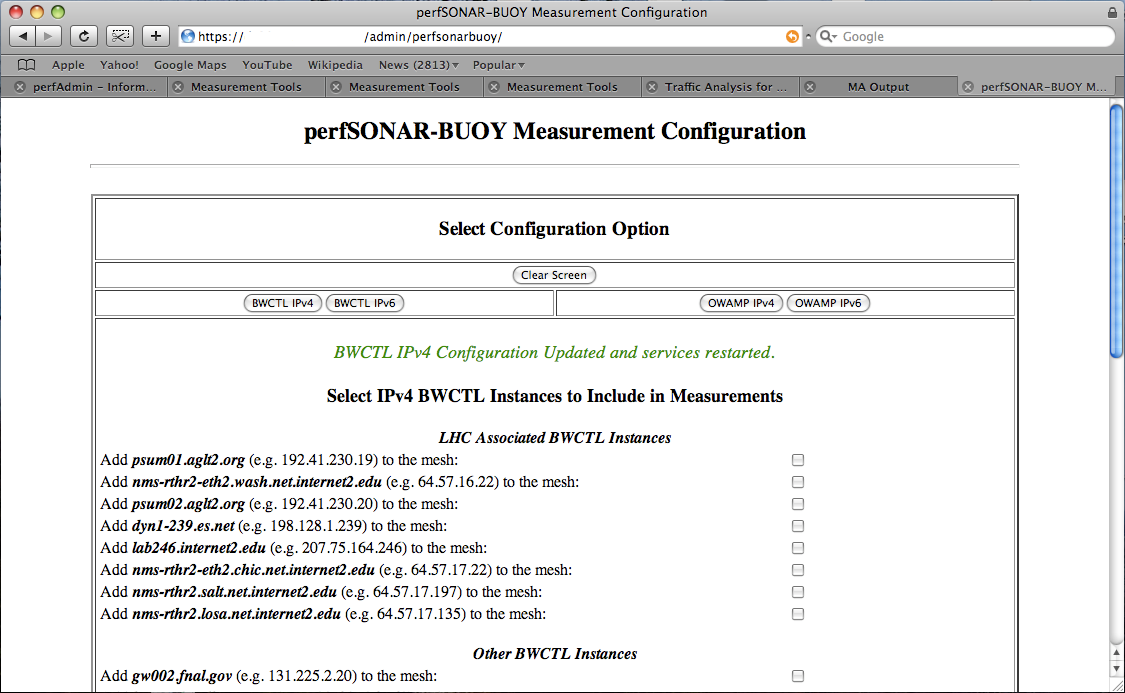 perfSONAR-BUOY Measurement Configuration
https:// /admin/perfsonarbuoy/
Google
Apple Yahoo! Google Maps YouTube Wikipedia News (2813) Popular
perfAdmin – Inform... Measurement Tools Measurement Tools Measurement Tools Traffic Analysis for ... MA Output perfSONAR-BUOY M...
perfSONAR-BUOY Measurement Configuration
Select Configuration Option
Clear Screen
BWCTL IPv4 BWCTL IPv6 OWAMP IPv4 OWAMP IPv6
BWCTL IPv4 Configuration Updated and services restarted.
Select IPv4 BWCTL Instances to Include in Measurements
LHC Associated BWCTL Instances
Add psum01.aglt2.org (e.g. 192.41.230.19) to the mesh:
Add nms-rthr2-eth2.wash.net.internet2.edu (e.g. 64.57.16.22) to the mesh:
Add psum02.aglt2.org (e.g. 192.41.230.20) to the mesh:
Add dyn1-239.es.net (e.g. 198.128.1.239) to the mesh:
Add lab246.internet2.edu (e.g. 207.75.164.246) to the mesh:
Add nms-rthr2-eth2.chic.net.internet2.edu (e.g. 64.57.17.22) to the mesh:
Add nms-rthr2.salt.net.internet2.edu (e.g. 64.57.17.197) to the mesh:
Add nms-rthr2.losa.net.internet2.edu (e.g. 64.57.17.135) to the mesh:
Other BWCTL Instances
Add gw002.fnal.gov (e.g. 131.225.2.20) to the mesh: